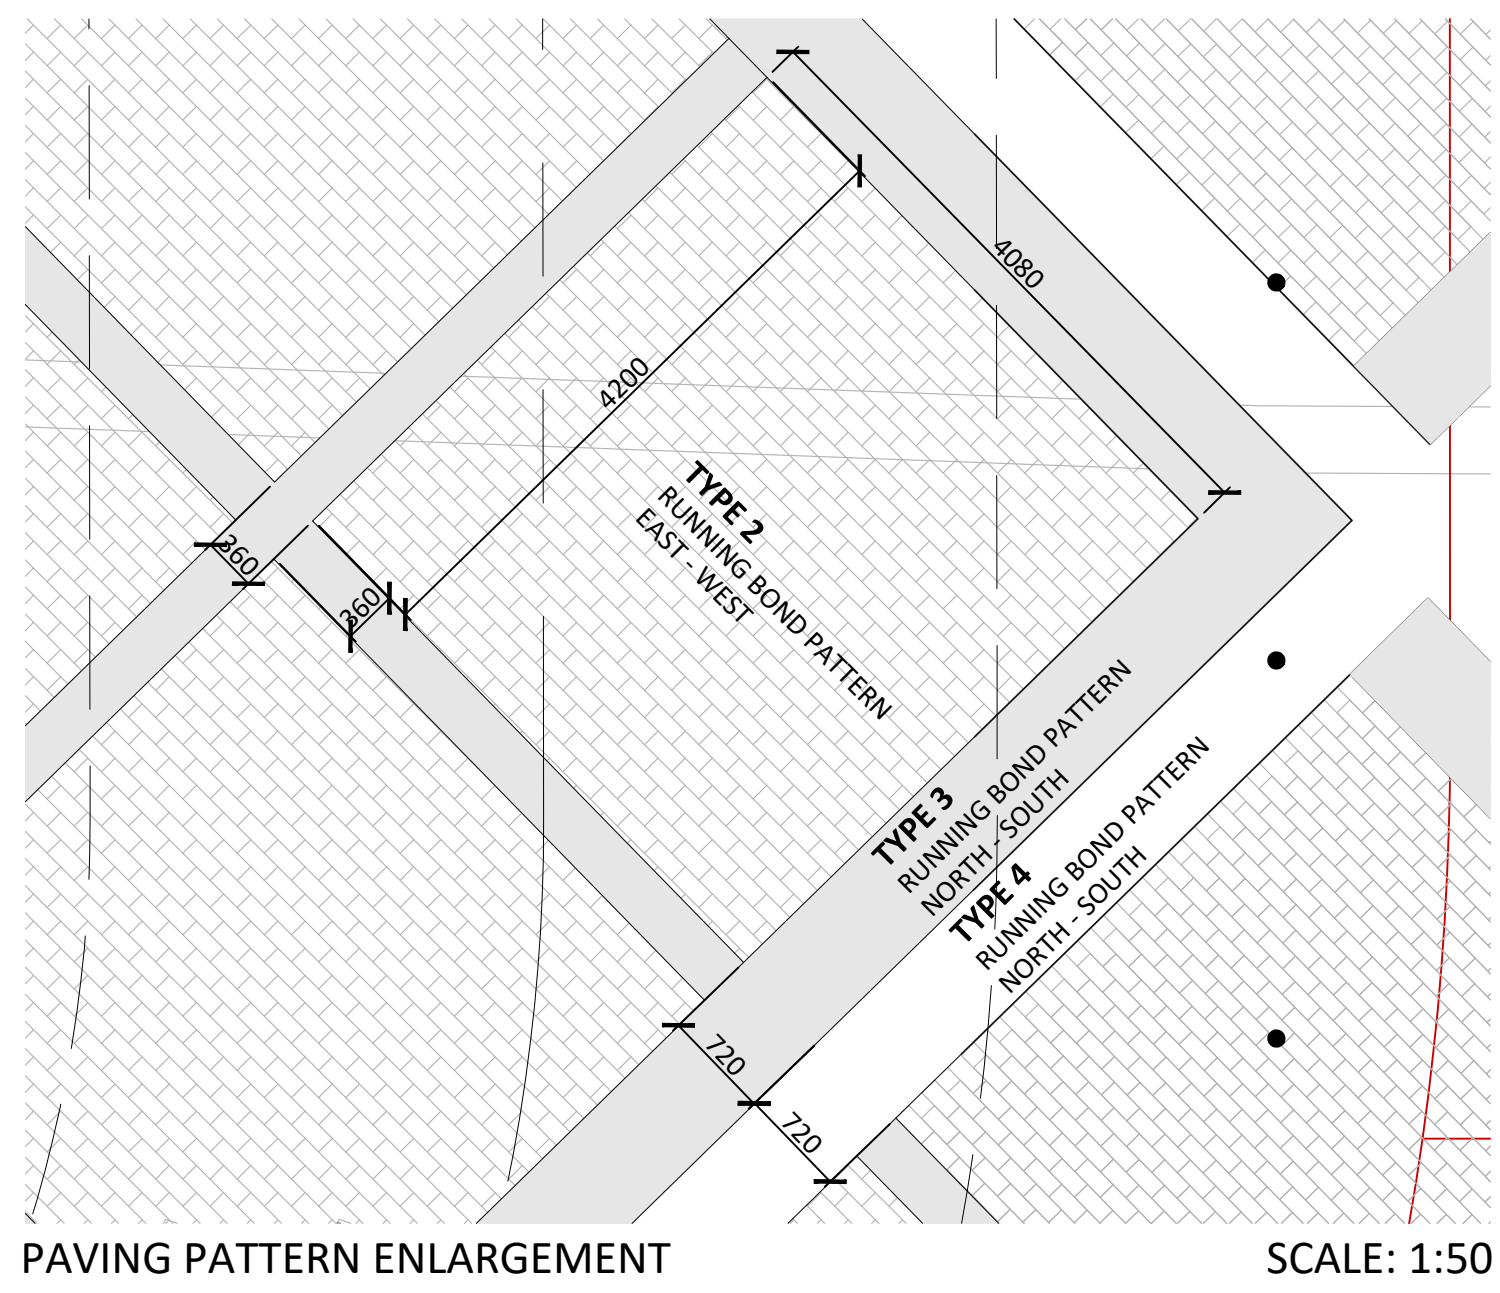 4080
4200
TYPE 2
RUNNING BOND PATTERN
EAST - WEST
360
360
TYPE 3
RUNNING BOND PATTERN
NORTH - SOUTH
TYPE 4
RUNNING BOND PATTERN
NORTH - SOUTH
720
720
PAVING PATTERN ENLARGEMENT
SCALE: 1:50